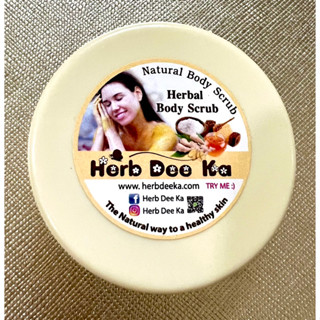 Natural Body Scrub
Herbal
Body Scrub
Herb Dee Ka
www.herbdeeka.com
TRY ME :)
Herb Dee Ka
Herb Dee Ka
The Natural way to a healthy skin